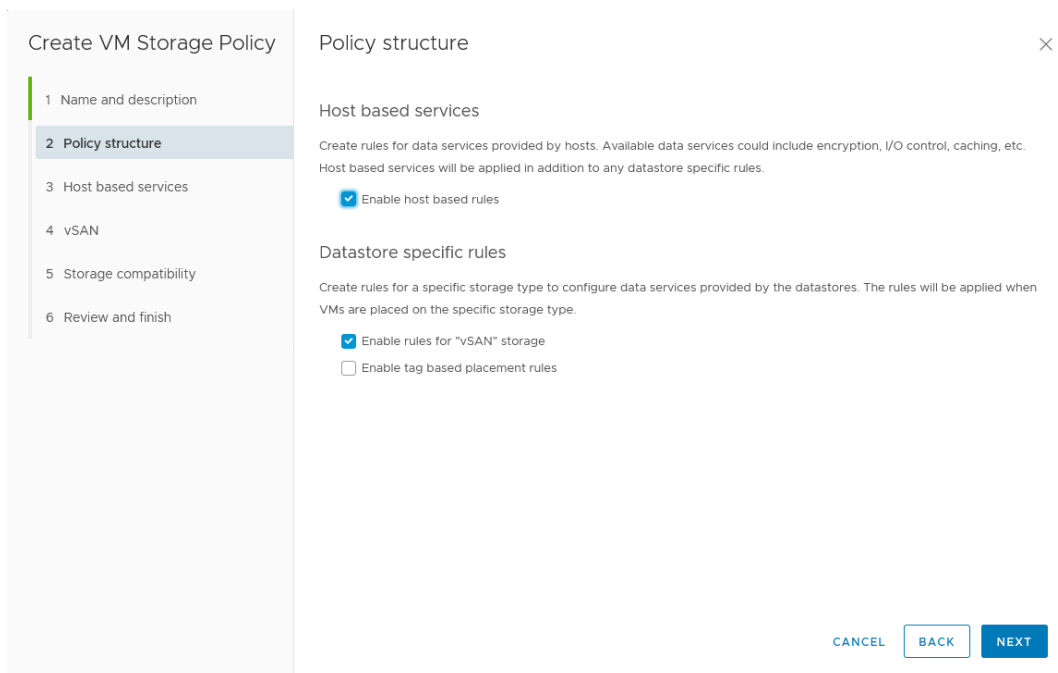 Create VM Storage Policy
1 Name and description
2 Policy structure
3 Host based services
4 vSAN
5 Storage compatibility
6 Review and finish
Policy structure
Host based services
Create rules for data services provided by hosts. Available data services could include encryption, I/O control, caching, etc.
Host based services will be applied in addition to any datastore specific rules.
Enable host based rules
Datastore specific rules
Create rules for a specific storage type to configure data services provided by the datastores. The rules will be applied when
VMs are placed on the specific storage type.
Enable rules for "vSAN" storage
Enable tag based placement rules
CANCEL BACK NEXT